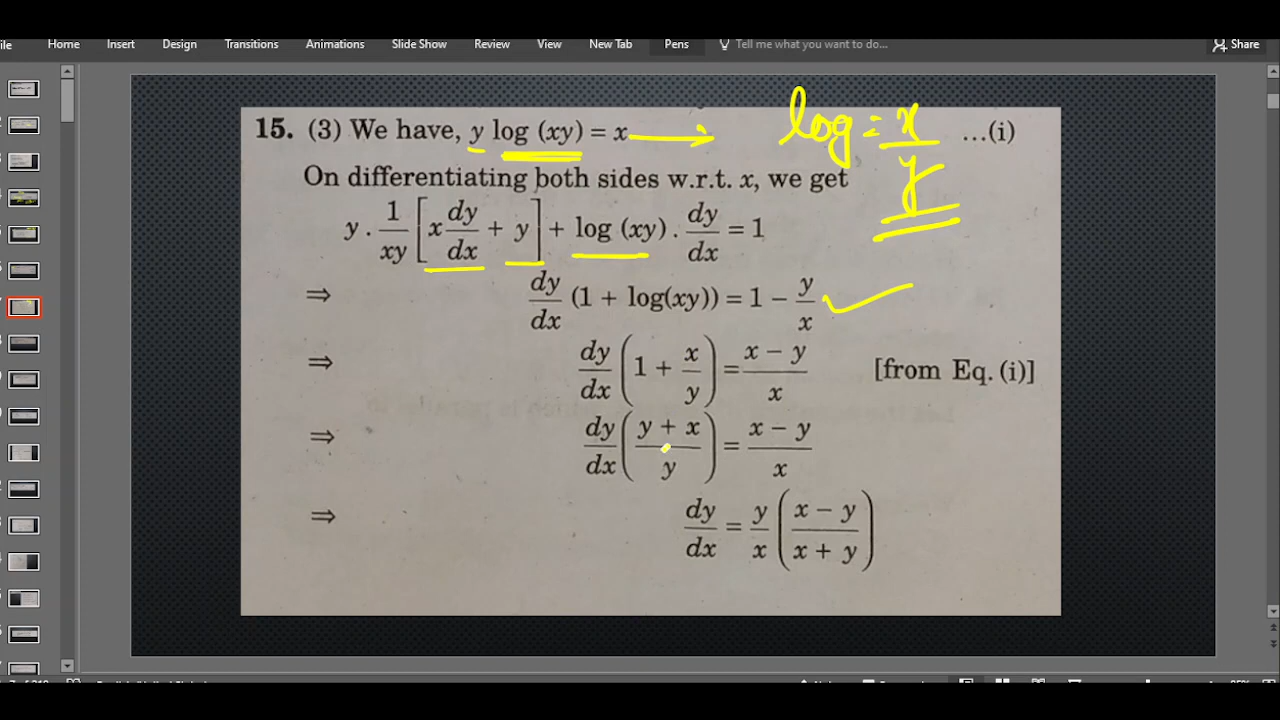 File Home Insert Design Transitions Animations Slide Show Review View New Tab Pens Tell me what you want to do... Share
15. (3) We have, y log (xy) = x ...(i)
log = x/y
On differentiating both sides w.r.t. x, we get
y . 1/xy [x dy/dx + y] + log (xy) . dy/dx = 1
⇒ dy/dx (1 + log(xy)) = 1 − y/x
⇒ dy/dx (1 + x/y) = x − y/x [from Eq. (i)]
⇒ dy/dx (y + x/y) = x − y/x
⇒ dy/dx = y/x (x − y/x + y)